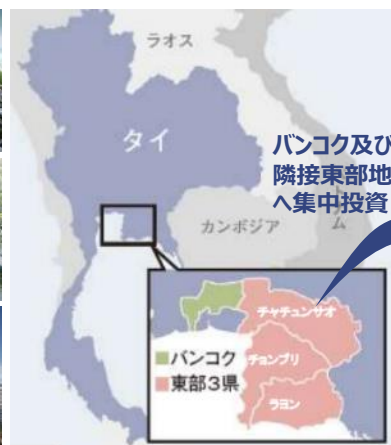 ラオス
タイ
バンコク及び
隣接東部地
へ集中投資
カンボジア
ム
チャチュンサオ
バンコク
チョンブリ
東部3県
ラヨン